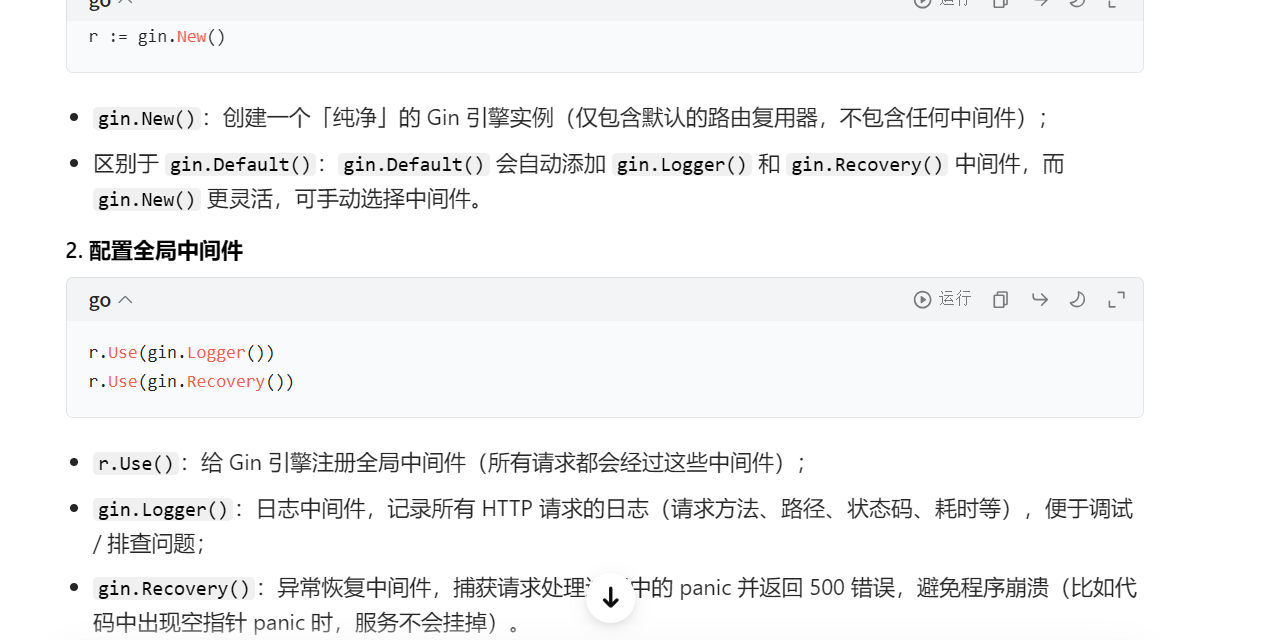 go
运行
r := gin.New()
gin.New()：创建一个「纯净」的 Gin 引擎实例（仅包含默认的路由复用器，不包含任何中间件）；
区别于 gin.Default()：gin.Default() 会自动添加 gin.Logger() 和 gin.Recovery() 中间件，而
gin.New() 更灵活，可手动选择中间件。
2. 配置全局中间件
go
运行
r.Use(gin.Logger())
r.Use(gin.Recovery())
r.Use()：给 Gin 引擎注册全局中间件（所有请求都会经过这些中间件）；
gin.Logger()：日志中间件，记录所有 HTTP 请求的日志（请求方法、路径、状态码、耗时等），便于调试
/ 排查问题；
gin.Recovery()：异常恢复中间件，捕获请求处理中的 panic 并返回 500 错误，避免程序崩溃（比如代
码中出现空指针 panic 时，服务不会挂掉）。